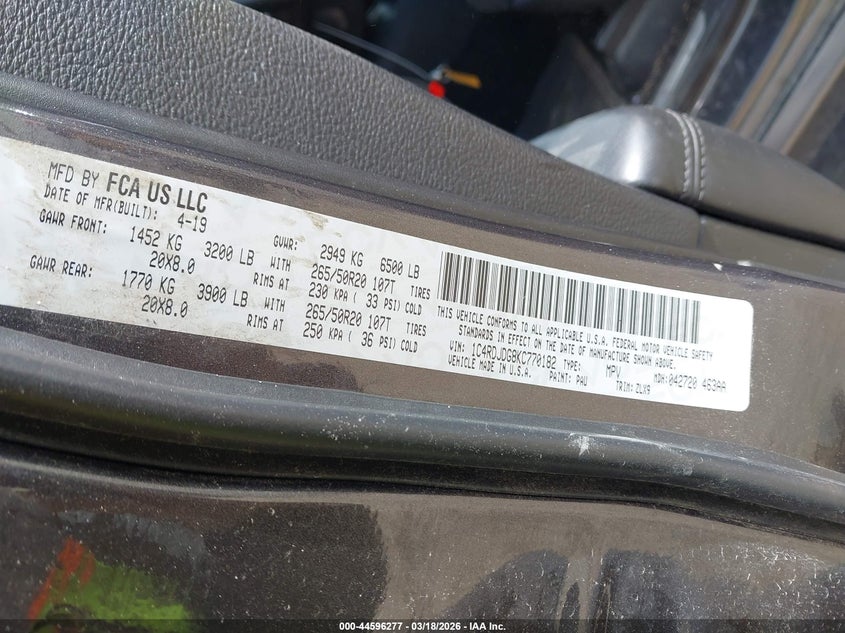 MFD BY FCA US LLC
DATE OF MFR(BUILT): 4-19
GVWR: 2949 KG 6500 LB
GAWR FRONT: 1452 KG 3200 LB WITH 265/50R20 107T TIRES
20X8.0 RIMS AT 230 KPA ( 33 PSI) COLD
GAWR REAR: 1770 KG 3900 LB WITH 265/50R20 107T TIRES
20X8.0 RIMS AT 250 KPA ( 36 PSI) COLD
THIS VEHICLE CONFORMS TO ALL APPLICABLE U.S.A. FEDERAL MOTOR VEHICLE SAFETY
STANDARDS IN EFFECT ON THE DATE OF MANUFACTURE SHOWN ABOVE.
VIN: 1C4RDJDG8KC770182 TYPE: MPV MDH: 042720 463AA
VEHICLE MADE IN U.S.A. PAINT: PAU TRIM: ZLX9
000-44596277 - 03/18/2026 - IAA Inc.